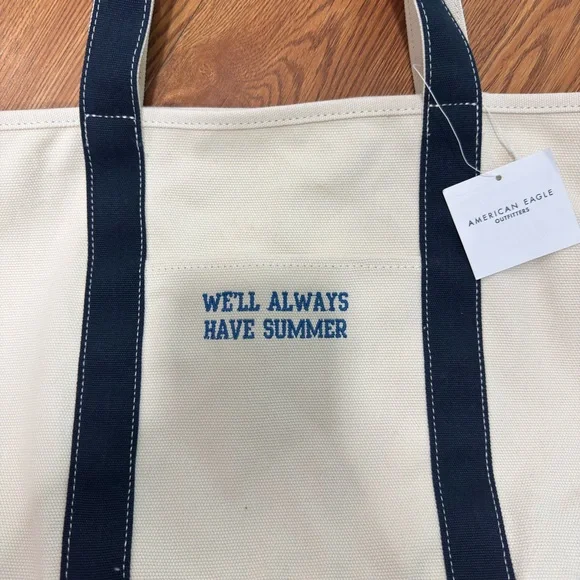 WE'LL ALWAYS
HAVE SUMMER
AMERICAN EAGLE
OUTFITTERS